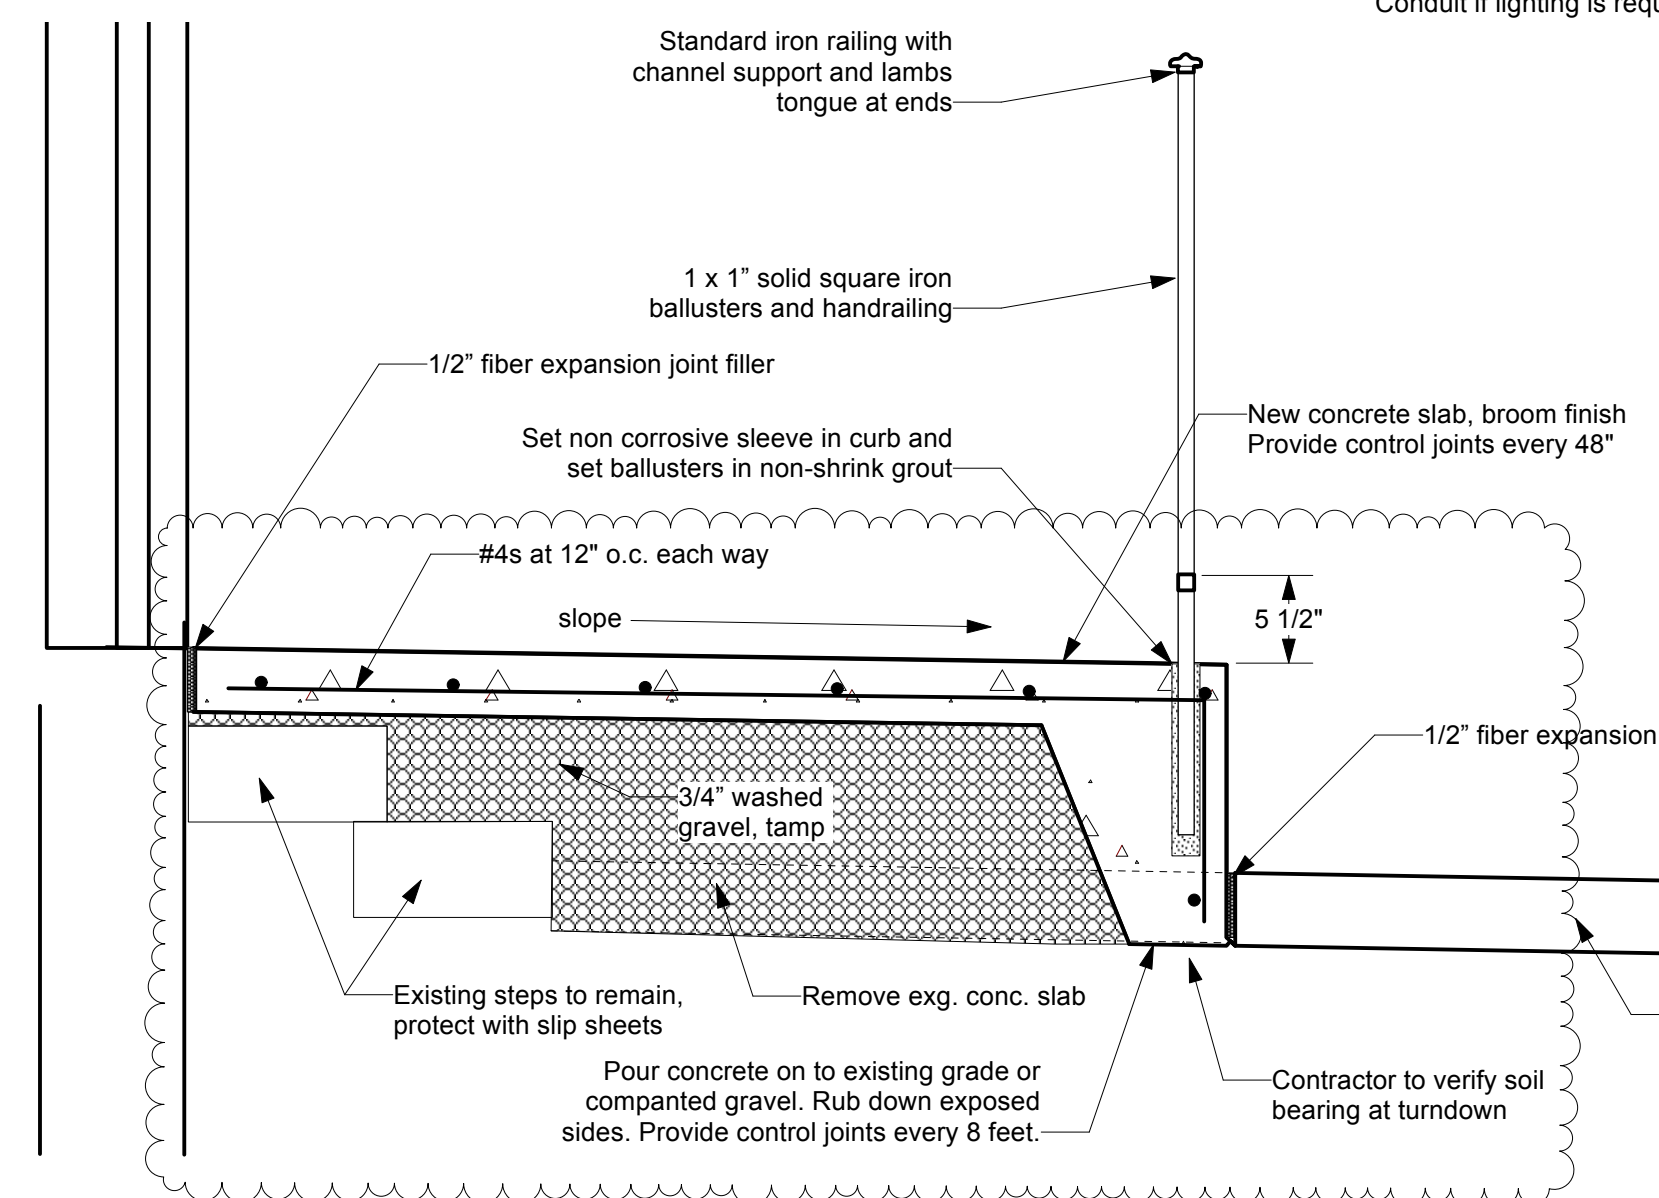 Conduit if lighting is requ
Standard iron railing with
channel support and lambs
tongue at ends
1 x 1” solid square iron
ballusters and handrailing
1/2” fiber expansion joint filler
New concrete slab, broom finish
Provide control joints every 48"
Set non corrosive sleeve in curb and
set ballusters in non-shrink grout
#4s at 12" o.c. each way
slope
5 1/2"
1/2” fiber expansion
3/4” washed
gravel, tamp
Existing steps to remain,
protect with slip sheets
Remove exg. conc. slab
Pour concrete on to existing grade or
companted gravel. Rub down exposed
sides. Provide control joints every 8 feet.
Contractor to verify soil
bearing at turndown